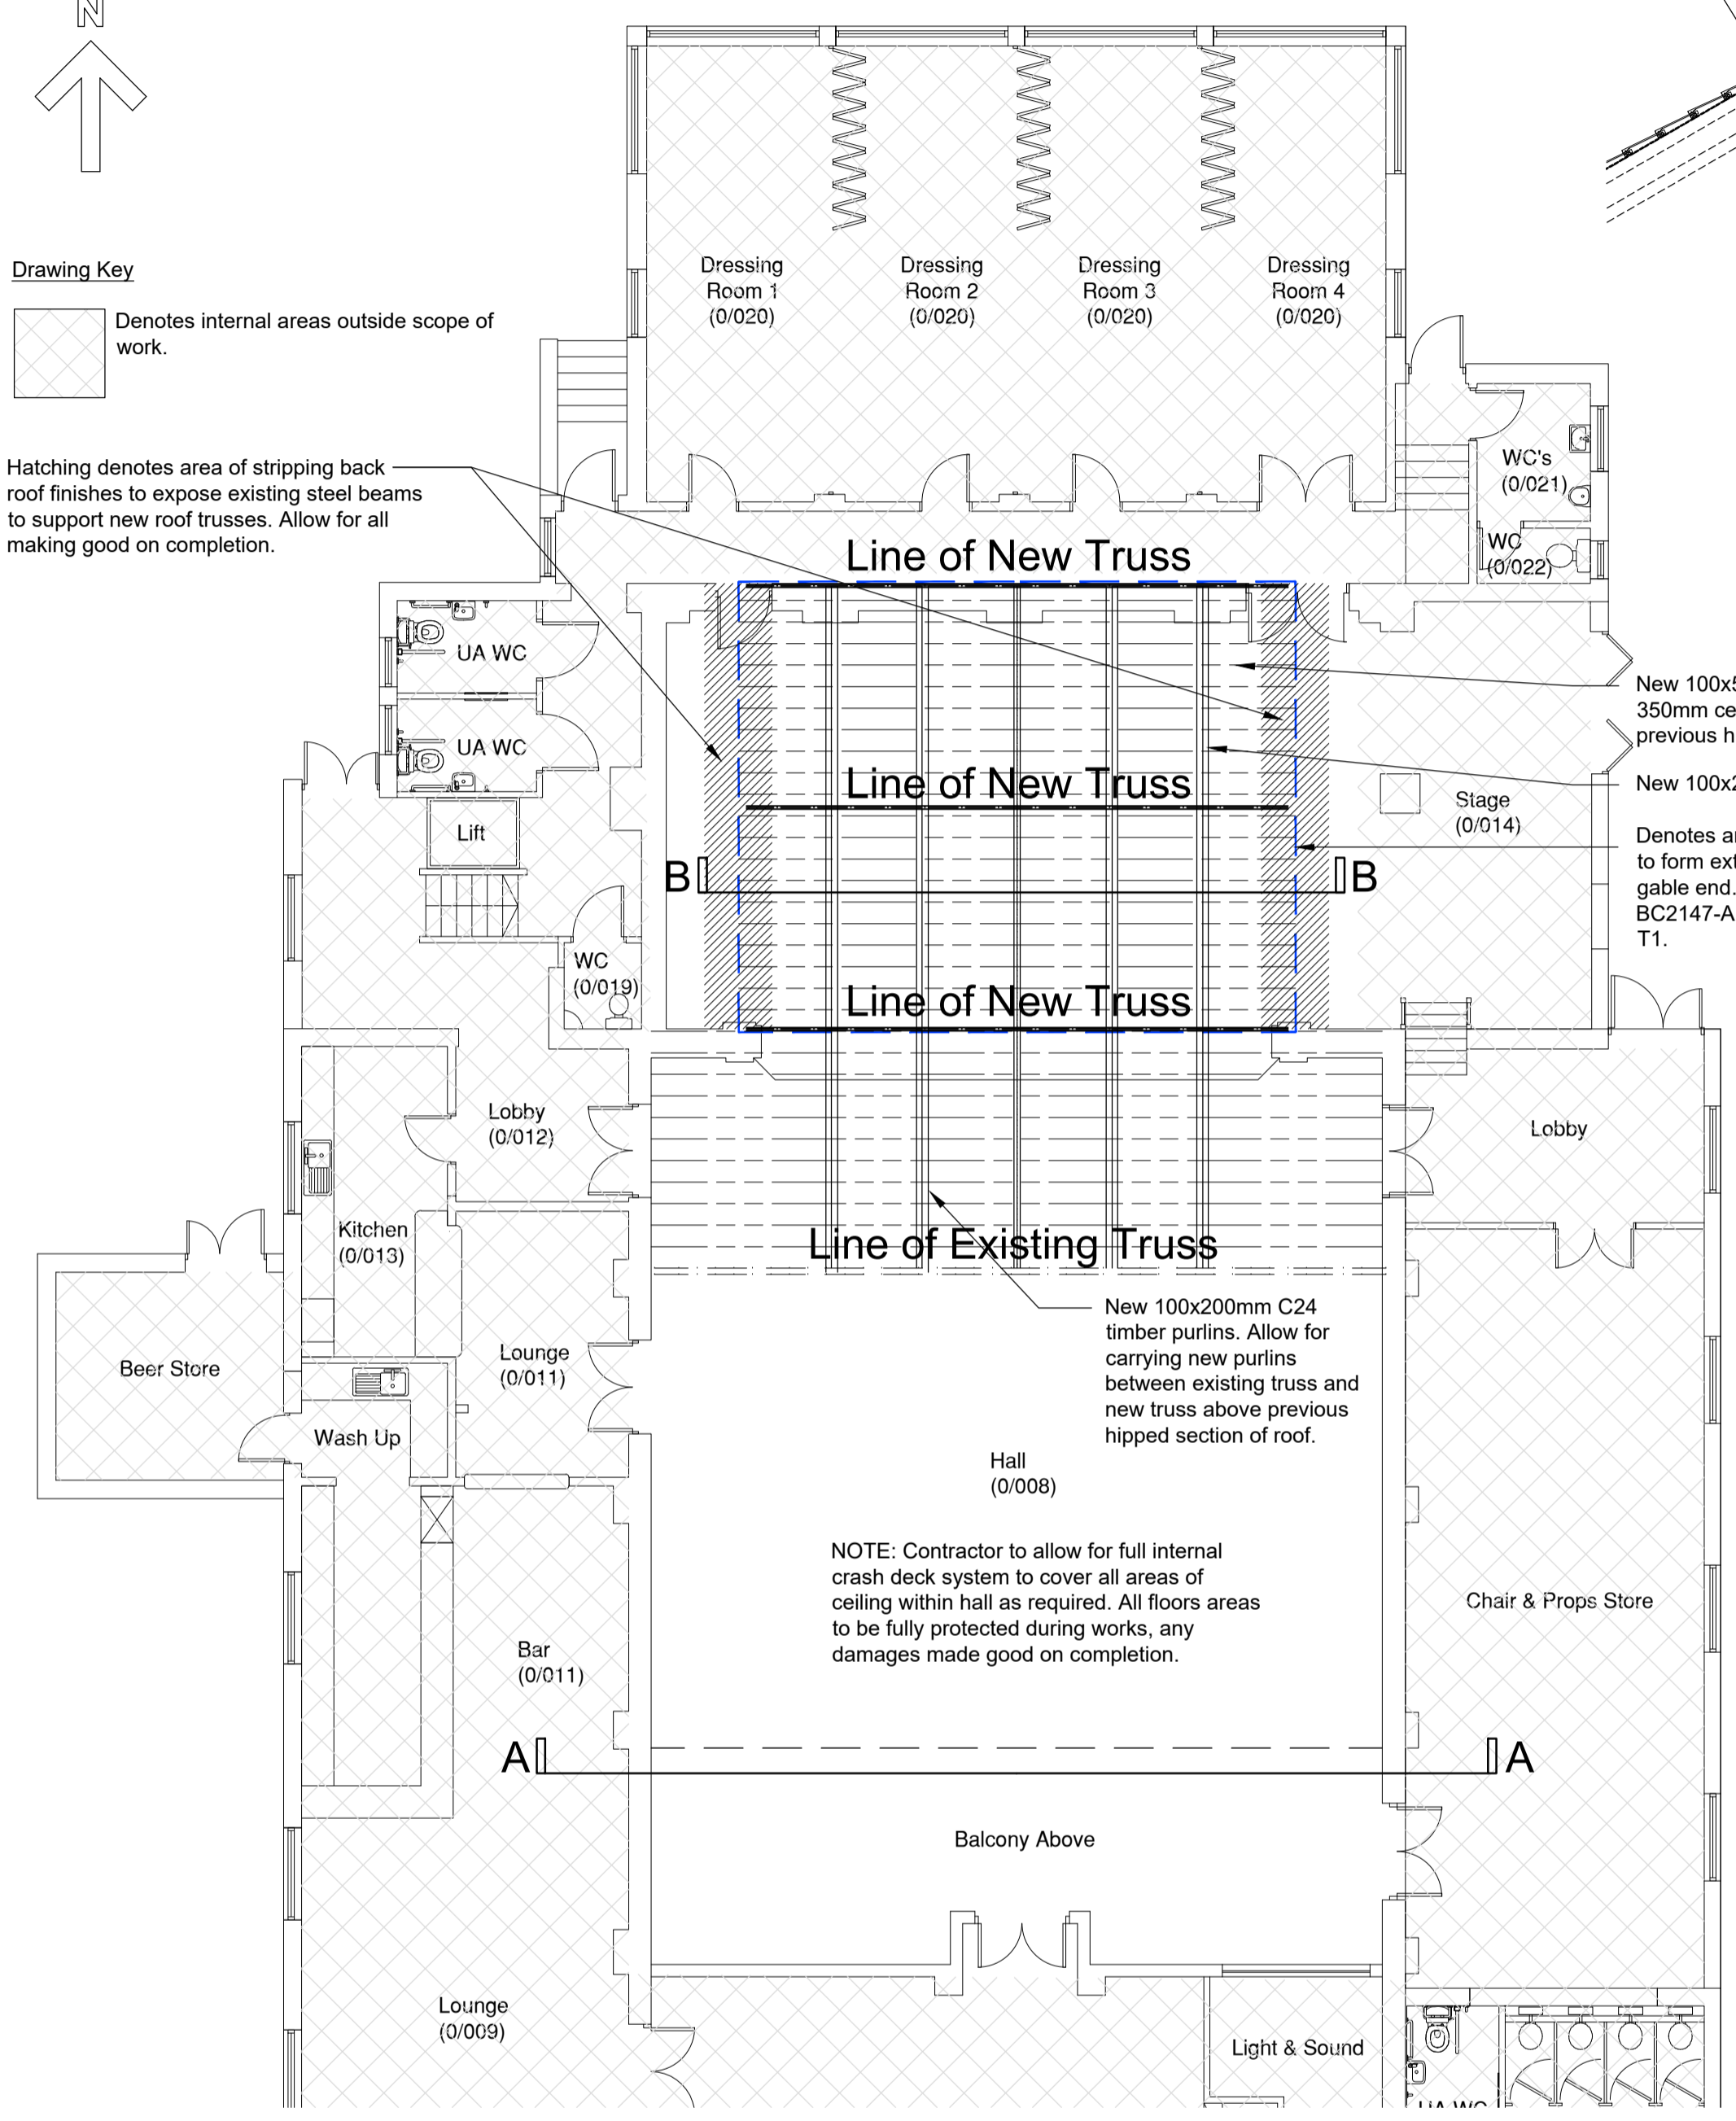 N
Drawing Key
Denotes internal areas outside scope of
work.
Hatching denotes area of stripping back
roof finishes to expose existing steel beams
to support new roof trusses. Allow for all
making good on completion.
Dressing
Room 1
(0/020)
Dressing
Room 2
(0/020)
Dressing
Room 3
(0/020)
Dressing
Room 4
(0/020)
WC's
(0/021)
WC
(0/022)
Line of New Truss
UA WC
UA WC
Lift
Line of New Truss
New 100x5
350mm ce
previous h
New 100x2
Stage
(0/014)
Denotes a
to form ext
gable end.
BC2147-A
T1.
B
B
WC
(0/019)
Line of New Truss
Lobby
(0/012)
Lobby
Kitchen
(0/013)
Line of Existing Truss
New 100x200mm C24
timber purlins. Allow for
carrying new purlins
between existing truss and
new truss above previous
hipped section of roof.
Beer Store
Lounge
(0/011)
Wash Up
Hall
(0/008)
NOTE: Contractor to allow for full internal
crash deck system to cover all areas of
ceiling within hall as required. All floors areas
to be fully protected during works, any
damages made good on completion.
Chair & Props Store
Bar
(0/011)
A
A
Balcony Above
Lounge
(0/009)
Light & Sound
UA WC